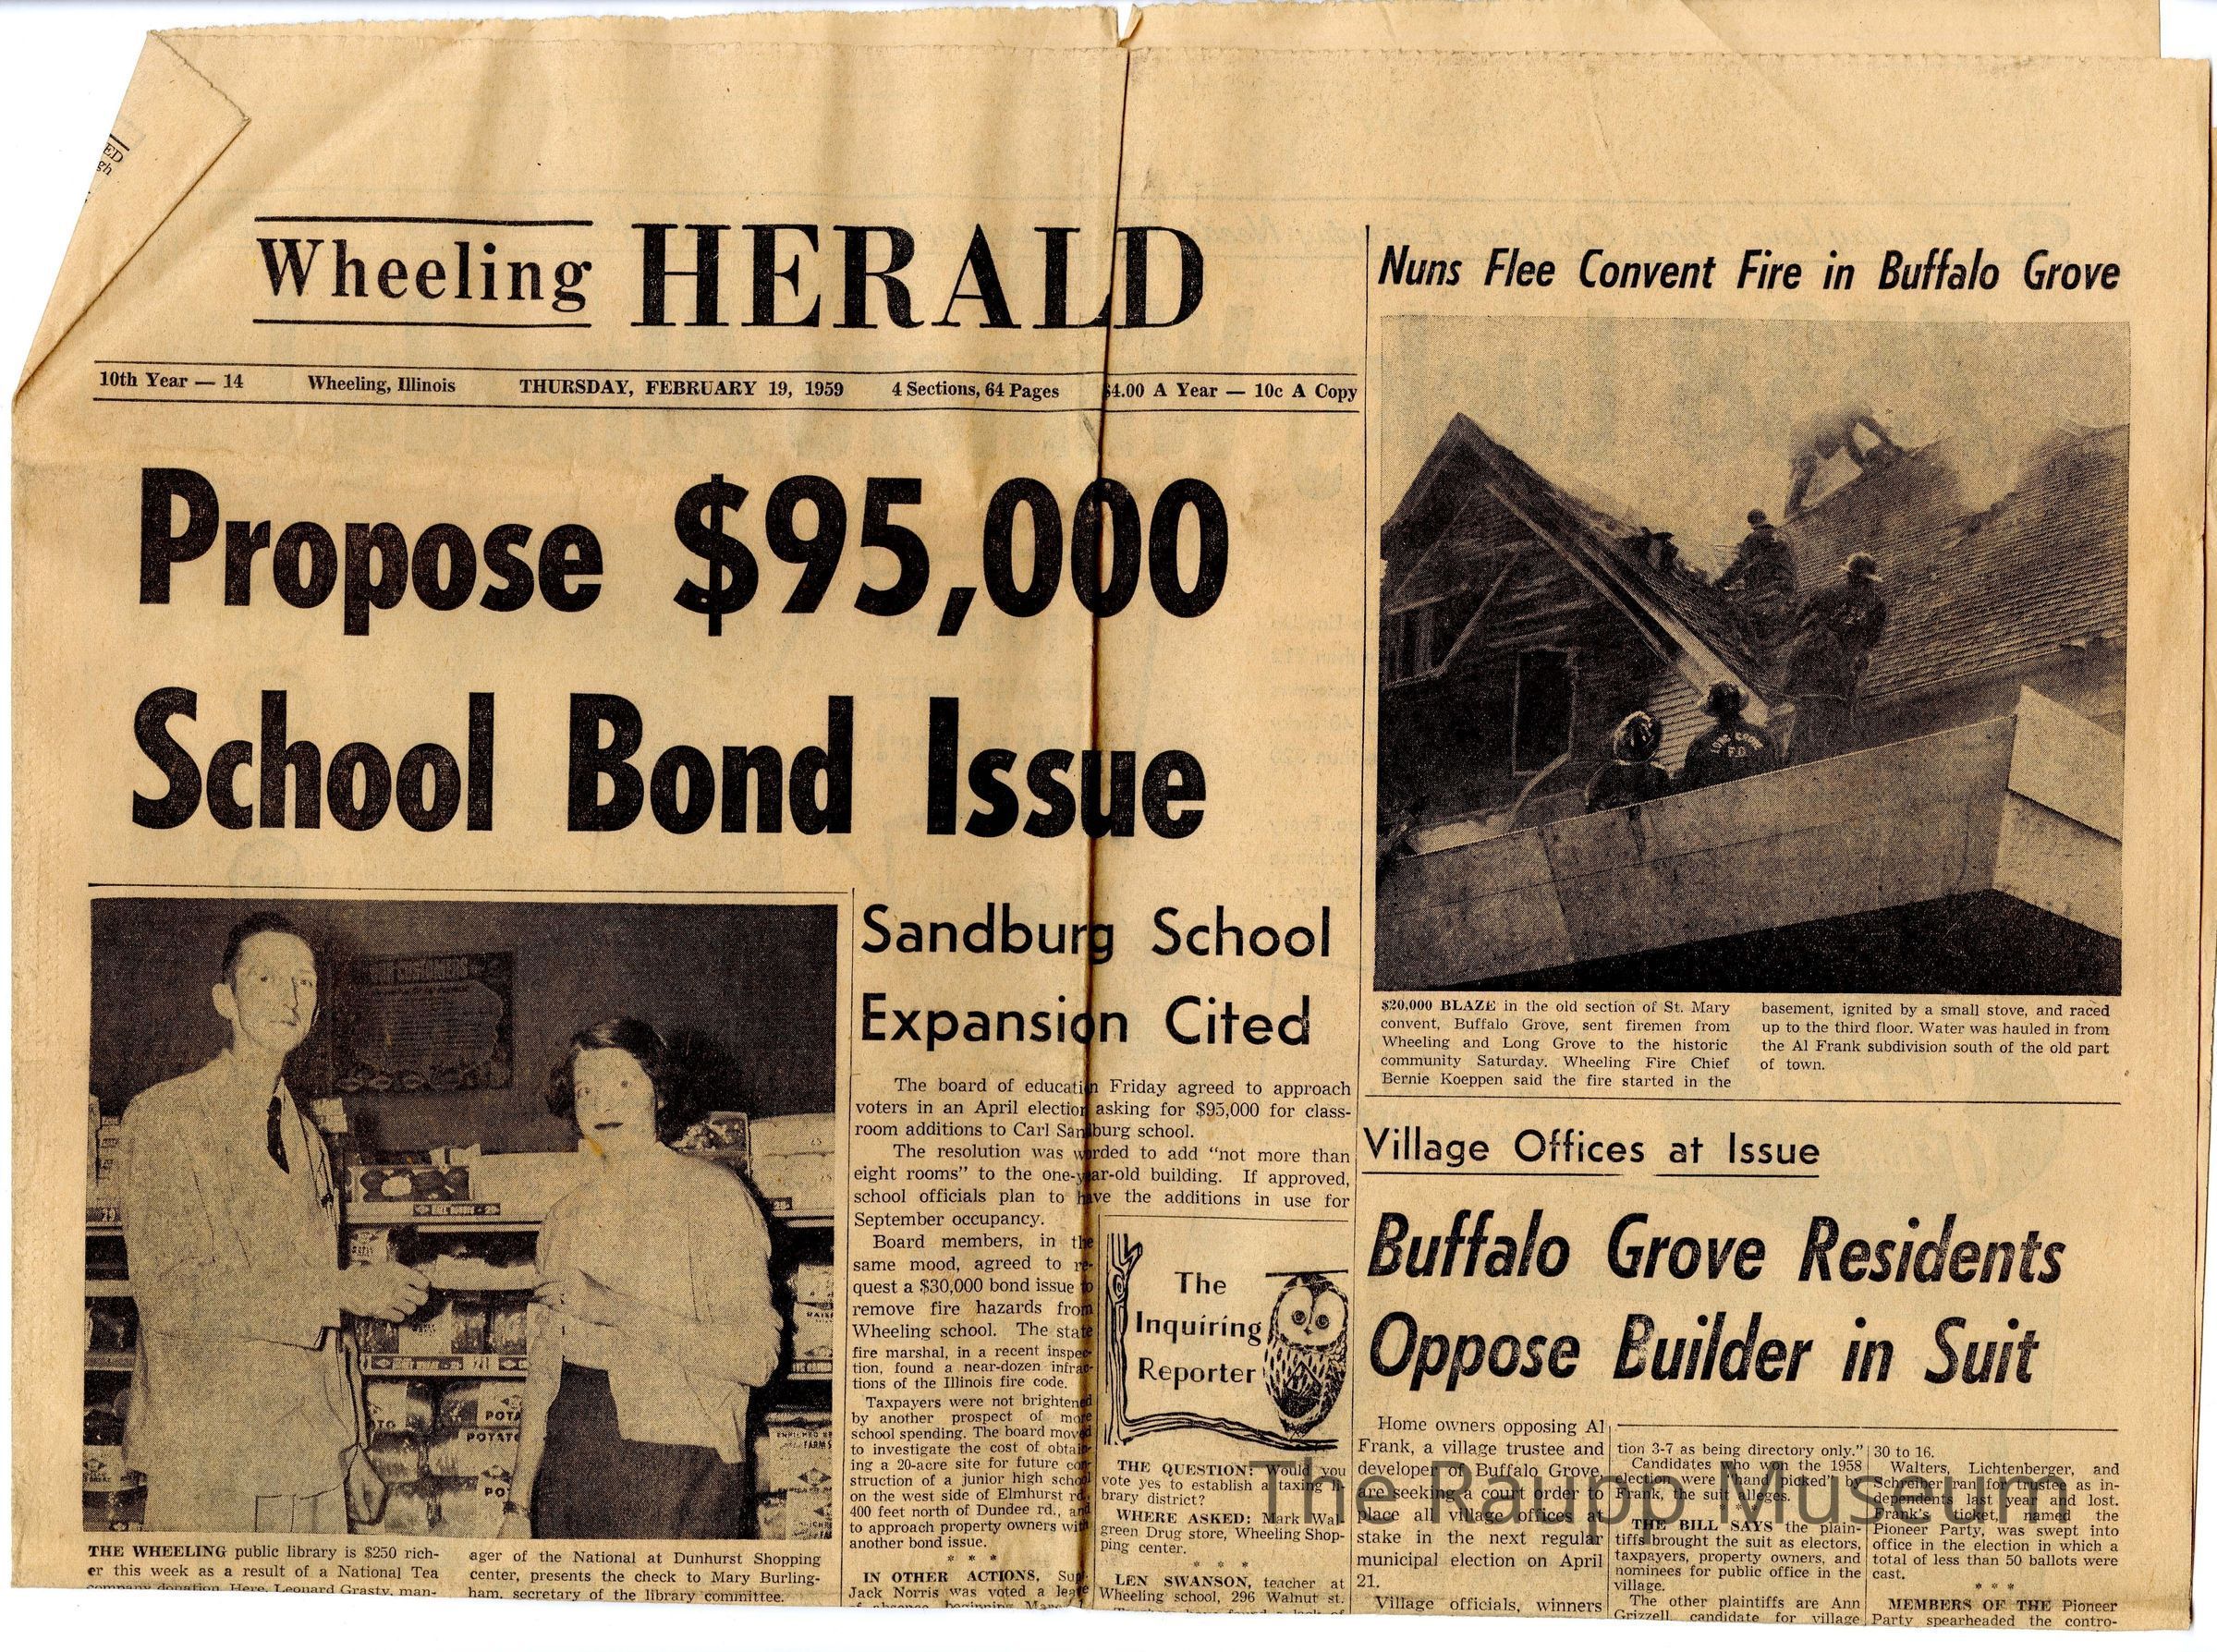 Wheeling HERALD
10th Year — 14 Wheeling, Illinois THURSDAY, FEBRUARY 19, 1959 4 Sections, 64 Pages $4.00 A Year — 10c A Copy
Propose $95,000
School Bond Issue
THE WHEELING public library is $250 rich-
er this week as a result of a National Tea
company donation. Here, Leonard Grasty, man-
ager of the National at Dunhurst Shopping
center, presents the check to Mary Burling-
ham, secretary of the library committee.
Sandburg School
Expansion Cited
The board of education Friday agreed to approach
voters in an April election asking for $95,000 for class-
room additions to Carl Sandburg school.
The resolution was worded to add "not more than
eight rooms" to the one-year-old building. If approved,
school officials plan to have the additions in use for
September occupancy.
Board members, in the
same mood, agreed to re-
quest a $30,000 bond issue to
remove fire hazards from
Wheeling school. The state
fire marshal, in a recent inspec-
tion, found a near-dozen infrac-
tions of the Illinois fire code.
Taxpayers were not brightened
by another prospect of more
school spending. The board moved
to investigate the cost of obtain-
ing a 20-acre site for future con-
struction of a junior high school
on the west side of Elmhurst rd.,
400 feet north of Dundee rd., and
to approach property owners with
another bond issue.
* * *
IN OTHER ACTIONS, Sup
Jack Norris was voted a leave
of absence beginning
The
Inquiring
Reporter
THE QUESTION: Would you
vote yes to establish a taxing li-
brary district?
WHERE ASKED: Mark Wal-
green Drug store, Wheeling Shop-
ping center.
* * *
LEN SWANSON, teacher at
Wheeling school, 296 Walnut st.
Nuns Flee Convent Fire in Buffalo Grove
LONG GROVE
F.D.
$20,000 BLAZE in the old section of St. Mary
convent, Buffalo Grove, sent firemen from
Wheeling and Long Grove to the historic
community Saturday. Wheeling Fire Chief
Bernie Koeppen said the fire started in the
basement, ignited by a small stove, and raced
up to the third floor. Water was hauled in from
the Al Frank subdivision south of the old part
of town.
Village Offices at Issue
Buffalo Grove Residents
Oppose Builder in Suit
Home owners opposing Al
Frank, a village trustee and
developer of Buffalo Grove,
are seeking a court order to
place all village offices at
stake in the next regular
municipal election on April
21.
Village officials, winners
tion 3-7 as being directory only."
Candidates who won the 1958
election were "hand picked" by
Frank, the suit alleges.
* * *
THE BILL SAYS the plain-
tiffs brought the suit as electors,
taxpayers, property owners, and
nominees for public office in the
village.
The other plaintiffs are Ann
Grizzell, candidate for village
30 to 16.
Walters, Lichtenberger, and
Schreiner ran for trustee as in-
dependents last year and lost.
Frank's ticket, named the
Pioneer Party, was swept into
office in the election in which a
total of less than 50 ballots were
cast.
* * *
MEMBERS OF THE Pioneer
Party spearheaded the contro-
The Raupp Museum